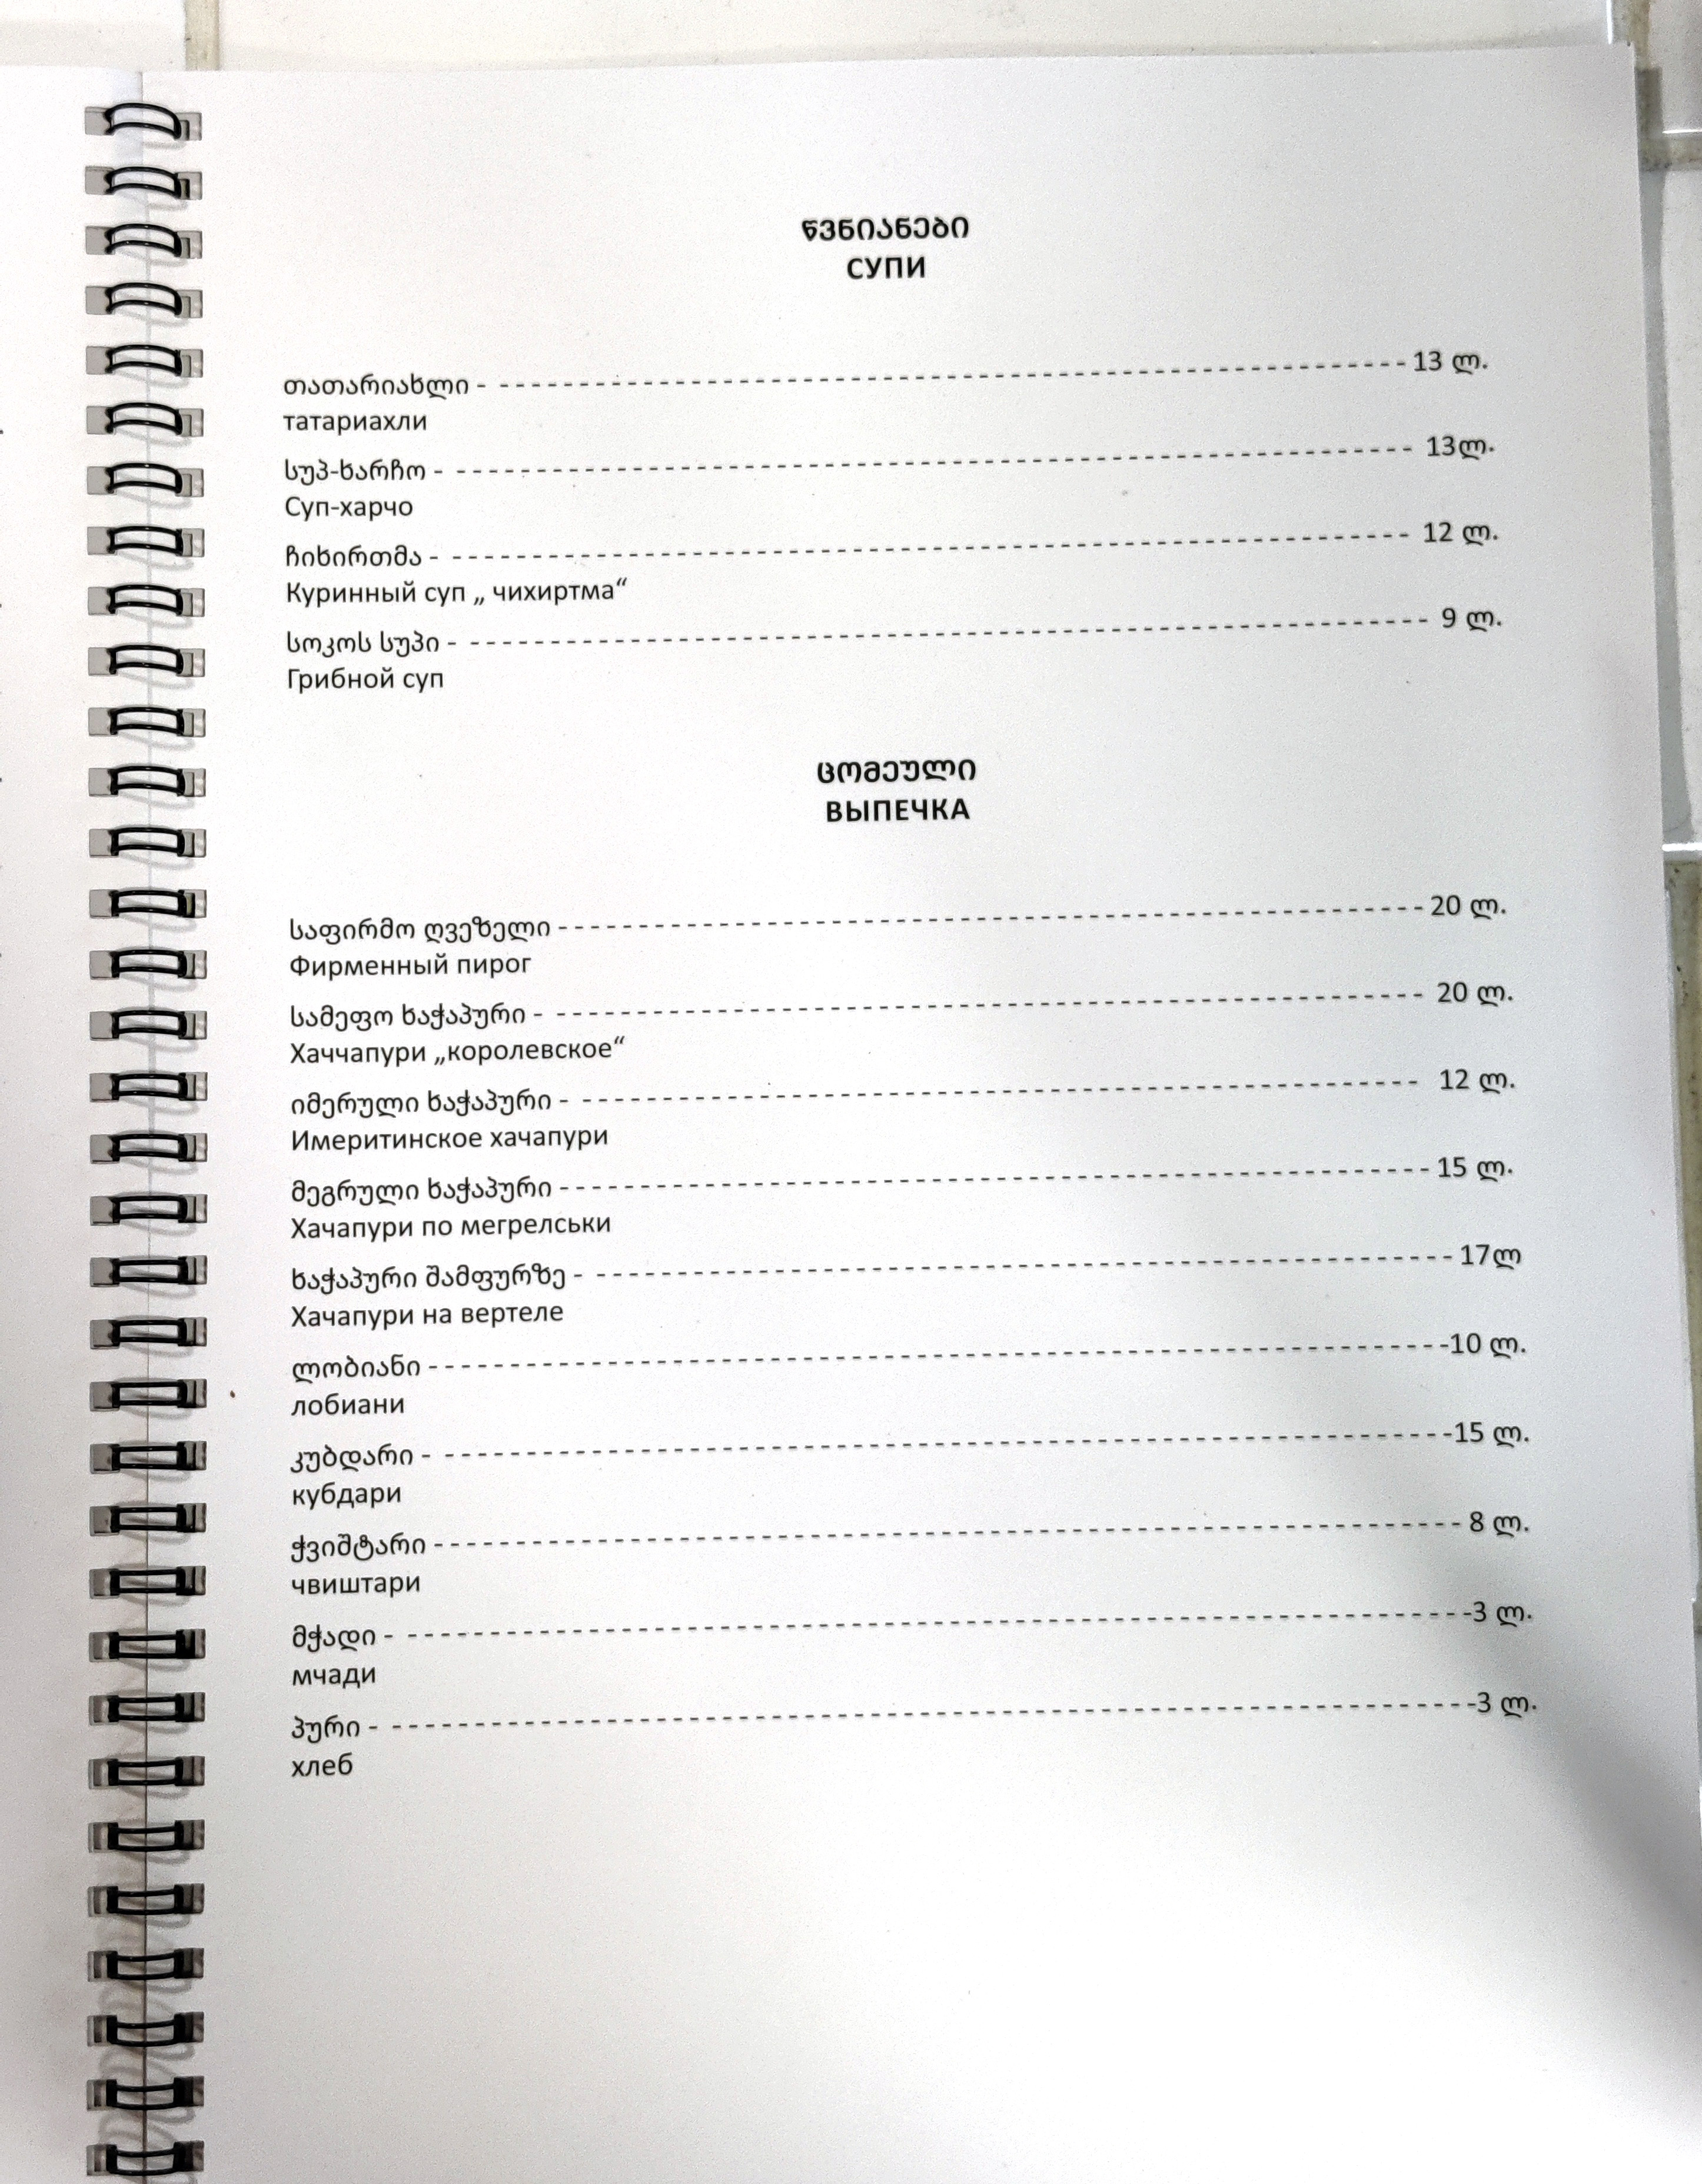 წვნიანები
СУПИ
თათარიახლი - ---------------------------------------------------- 13 ლ.
татариахли
სუპ-ხარჩო - ---------------------------------------------------- 13ლ.
Суп-харчо
ჩიხირთმა - ---------------------------------------------------- 12 ლ.
Куринный суп „ чихиртма“
სოკოს სუპი - ---------------------------------------------------- 9 ლ.
Грибной суп
ცომეული
ВЫПЕЧКА
საფირმო ღვეზელი ---------------------------------------------------- 20 ლ.
Фирменный пирог
სამეფო ხაჭაპური - ---------------------------------------------------- 20 ლ.
Хаччапури „королевское“
იმერული ხაჭაპური - ---------------------------------------------------- 12 ლ.
Имеритинское хачапури
მეგრული ხაჭაპური ---------------------------------------------------- 15 ლ.
Хачапури по мегрелськи
ხაჭაპური შამფურზე - ---------------------------------------------------- 17ლ
Хачапури на вертеле
ლობიანი ----------------------------------------------------10 ლ.
лобиани
კუბდარი - ----------------------------------------------------15 ლ.
кубдари
ჭვიშტარი ---------------------------------------------------- 8 ლ.
чвиштари
მჭადი - ----------------------------------------------------3 ლ.
мчади
პური - ----------------------------------------------------3 ლ.
хлеб